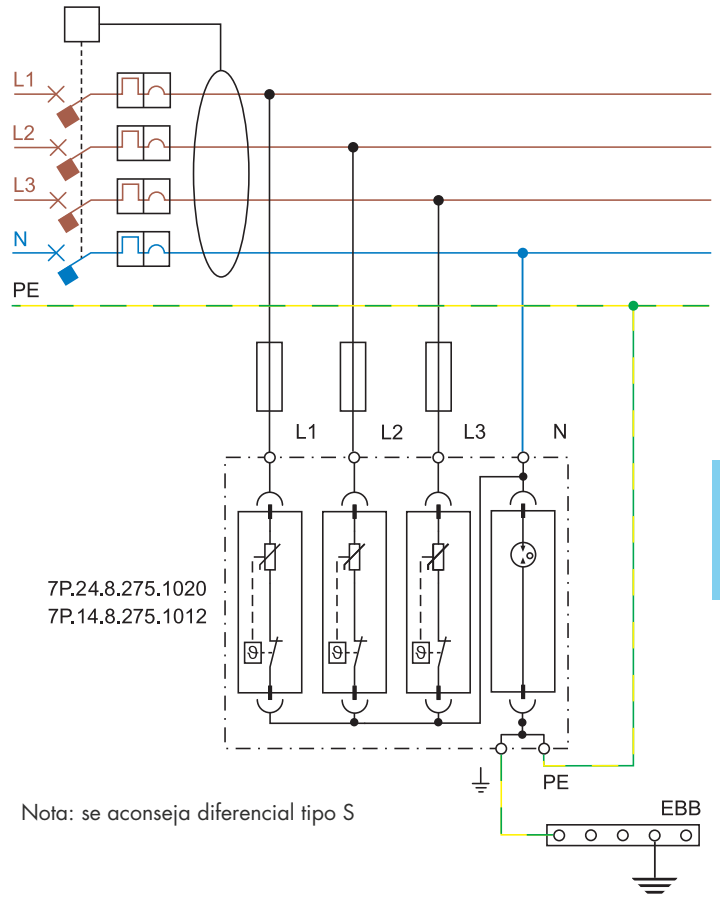 L1
L2
L3
N
PE
L1
L2
L3
N
7P.24.8.275.1020
7P.14.8.275.1012
ϑ
ϑ
ϑ
PE
Nota: se aconseja diferencial tipo S
EBB